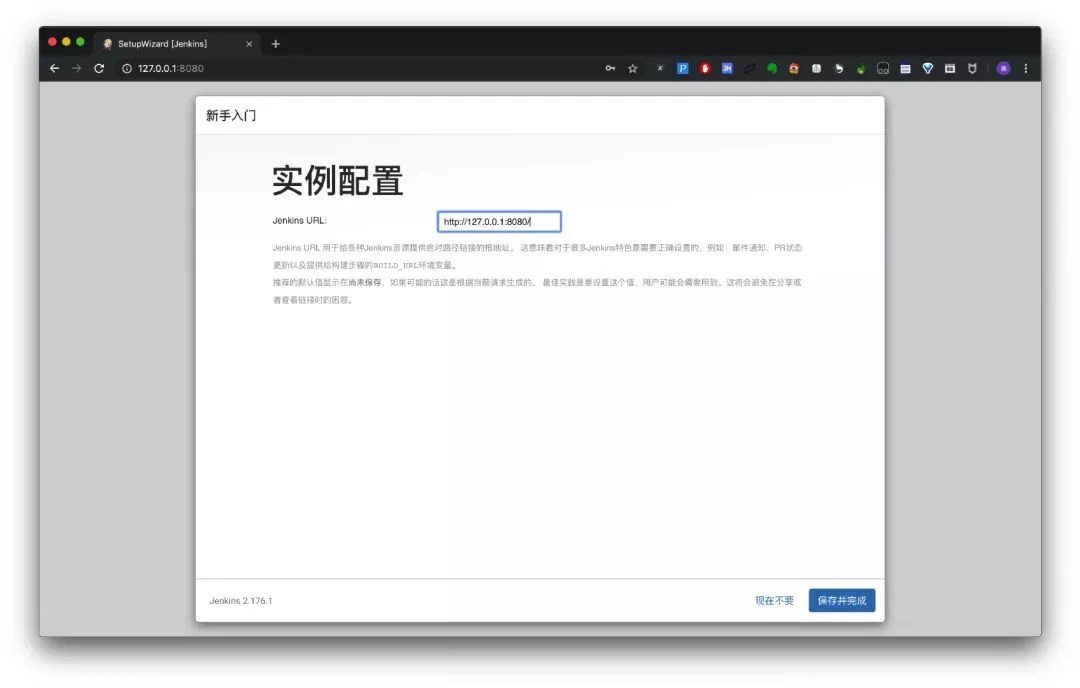 SetupWizard [Jenkins]
127.0.0.1:8080
新手入门
实例配置
Jenkins URL:
http://127.0.0.1:8080/
Jenkins URL 用于给各种Jenkins资源提供绝对路径链接的根地址。 这意味着对于很多Jenkins特色是需要正确设置的，例如：邮件通知、PR状态
更新以及提供给构建步骤的BUILD_URL环境变量。
推荐的默认值显示在尚未保存，如果可能的话这是根据当前请求生成的。 最佳实践是要设置这个值，用户可能会需要用到。这将会避免在分享或
者查看链接时的困惑。
Jenkins 2.176.1
现在不要
保存并完成